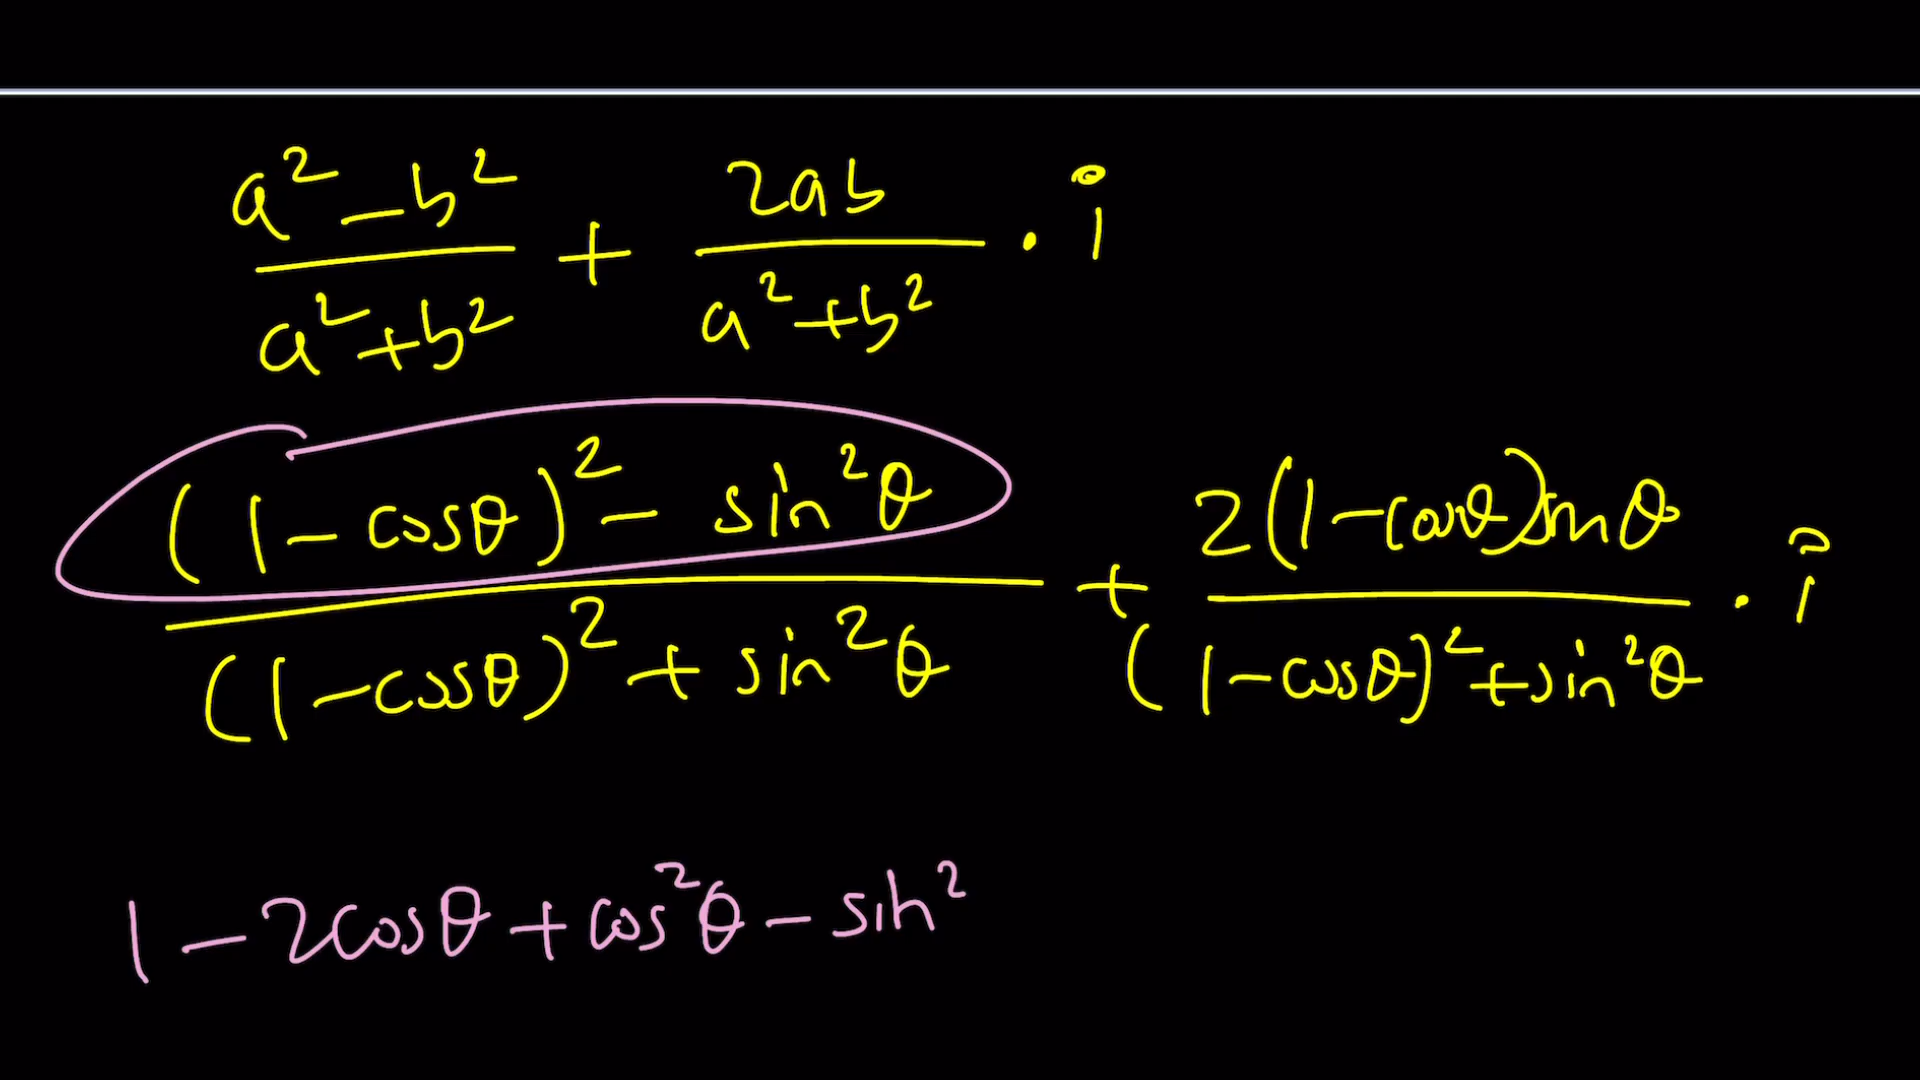 a² - b² / a² + b² + 2ab / a² + b² · i
(1 - cosθ)² - sin²θ / (1 - cosθ)² + sin²θ + 2(1 - cosθ)sinθ / (1 - cosθ)² + sin²θ · i
1 - 2cosθ + cos²θ - sin²